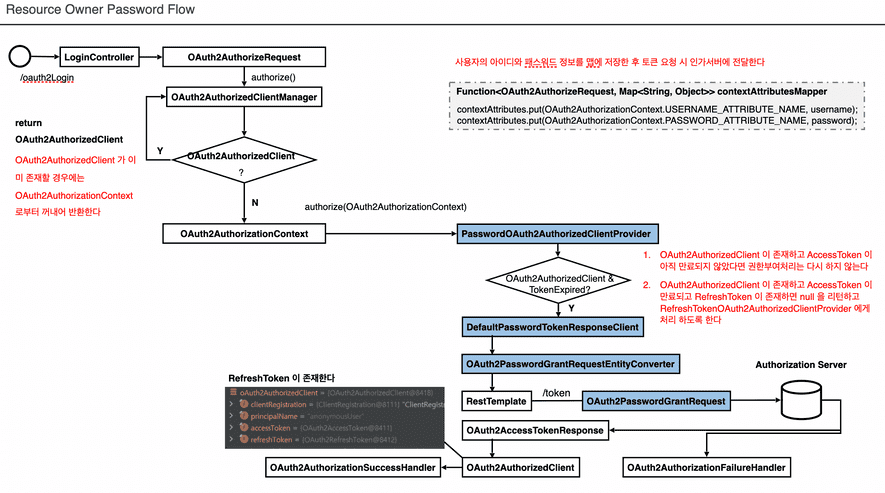 Resource Owner Password Flow
LoginController
OAuth2AuthorizeRequest
/oauth2Login
authorize()
사용자의 아이디와 패스워드 정보를 맵에 저장한 후 토큰 요청 시 인가서버에 전달한다
Function<OAuth2AuthorizeRequest, Map<String, Object>> contextAttributesMapper
contextAttributes.put(OAuth2AuthorizationContext.USERNAME_ATTRIBUTE_NAME, username);
contextAttributes.put(OAuth2AuthorizationContext.PASSWORD_ATTRIBUTE_NAME, password);
OAuth2AuthorizedClientManager
return
OAuth2AuthorizedClient
OAuth2AuthorizedClient 가 이
미 존재할 경우에는
OAuth2AuthorizationContext
로부터 꺼내어 반환한다
Y
OAuth2AuthorizedClient
?
N
authorize(OAuth2AuthorizationContext)
OAuth2AuthorizationContext
PasswordOAuth2AuthorizedClientProvider
1. OAuth2AuthorizedClient 이 존재하고 AccessToken 이
아직 만료되지 않았다면 권한부여처리는 다시 하지 않는다
2. OAuth2AuthorizedClient 이 존재하고 AccessToken 이
만료되고 RefreshToken 이 존재하면 null 을 리턴하고
RefreshTokenOAuth2AuthorizedClientProvider 에게
처리 하도록 한다
OAuth2AuthorizedClient &
TokenExpired?
Y
DefaultPasswordTokenResponseClient
OAuth2PasswordGrantRequestEntityConverter
Authorization Server
RestTemplate
/token
OAuth2PasswordGrantRequest
RefreshToken 이 존재한다
oAuth2AuthorizedClient = {OAuth2AuthorizedClient@8418}
clientRegistration = {ClientRegistration@8111} "ClientRegis
principalName = "anonymousUser"
accessToken = {OAuth2AccessToken@8411}
refreshToken = {OAuth2RefreshToken@8412}
OAuth2AccessTokenResponse
OAuth2AuthorizationSuccessHandler
OAuth2AuthorizedClient
OAuth2AuthorizationFailureHandler